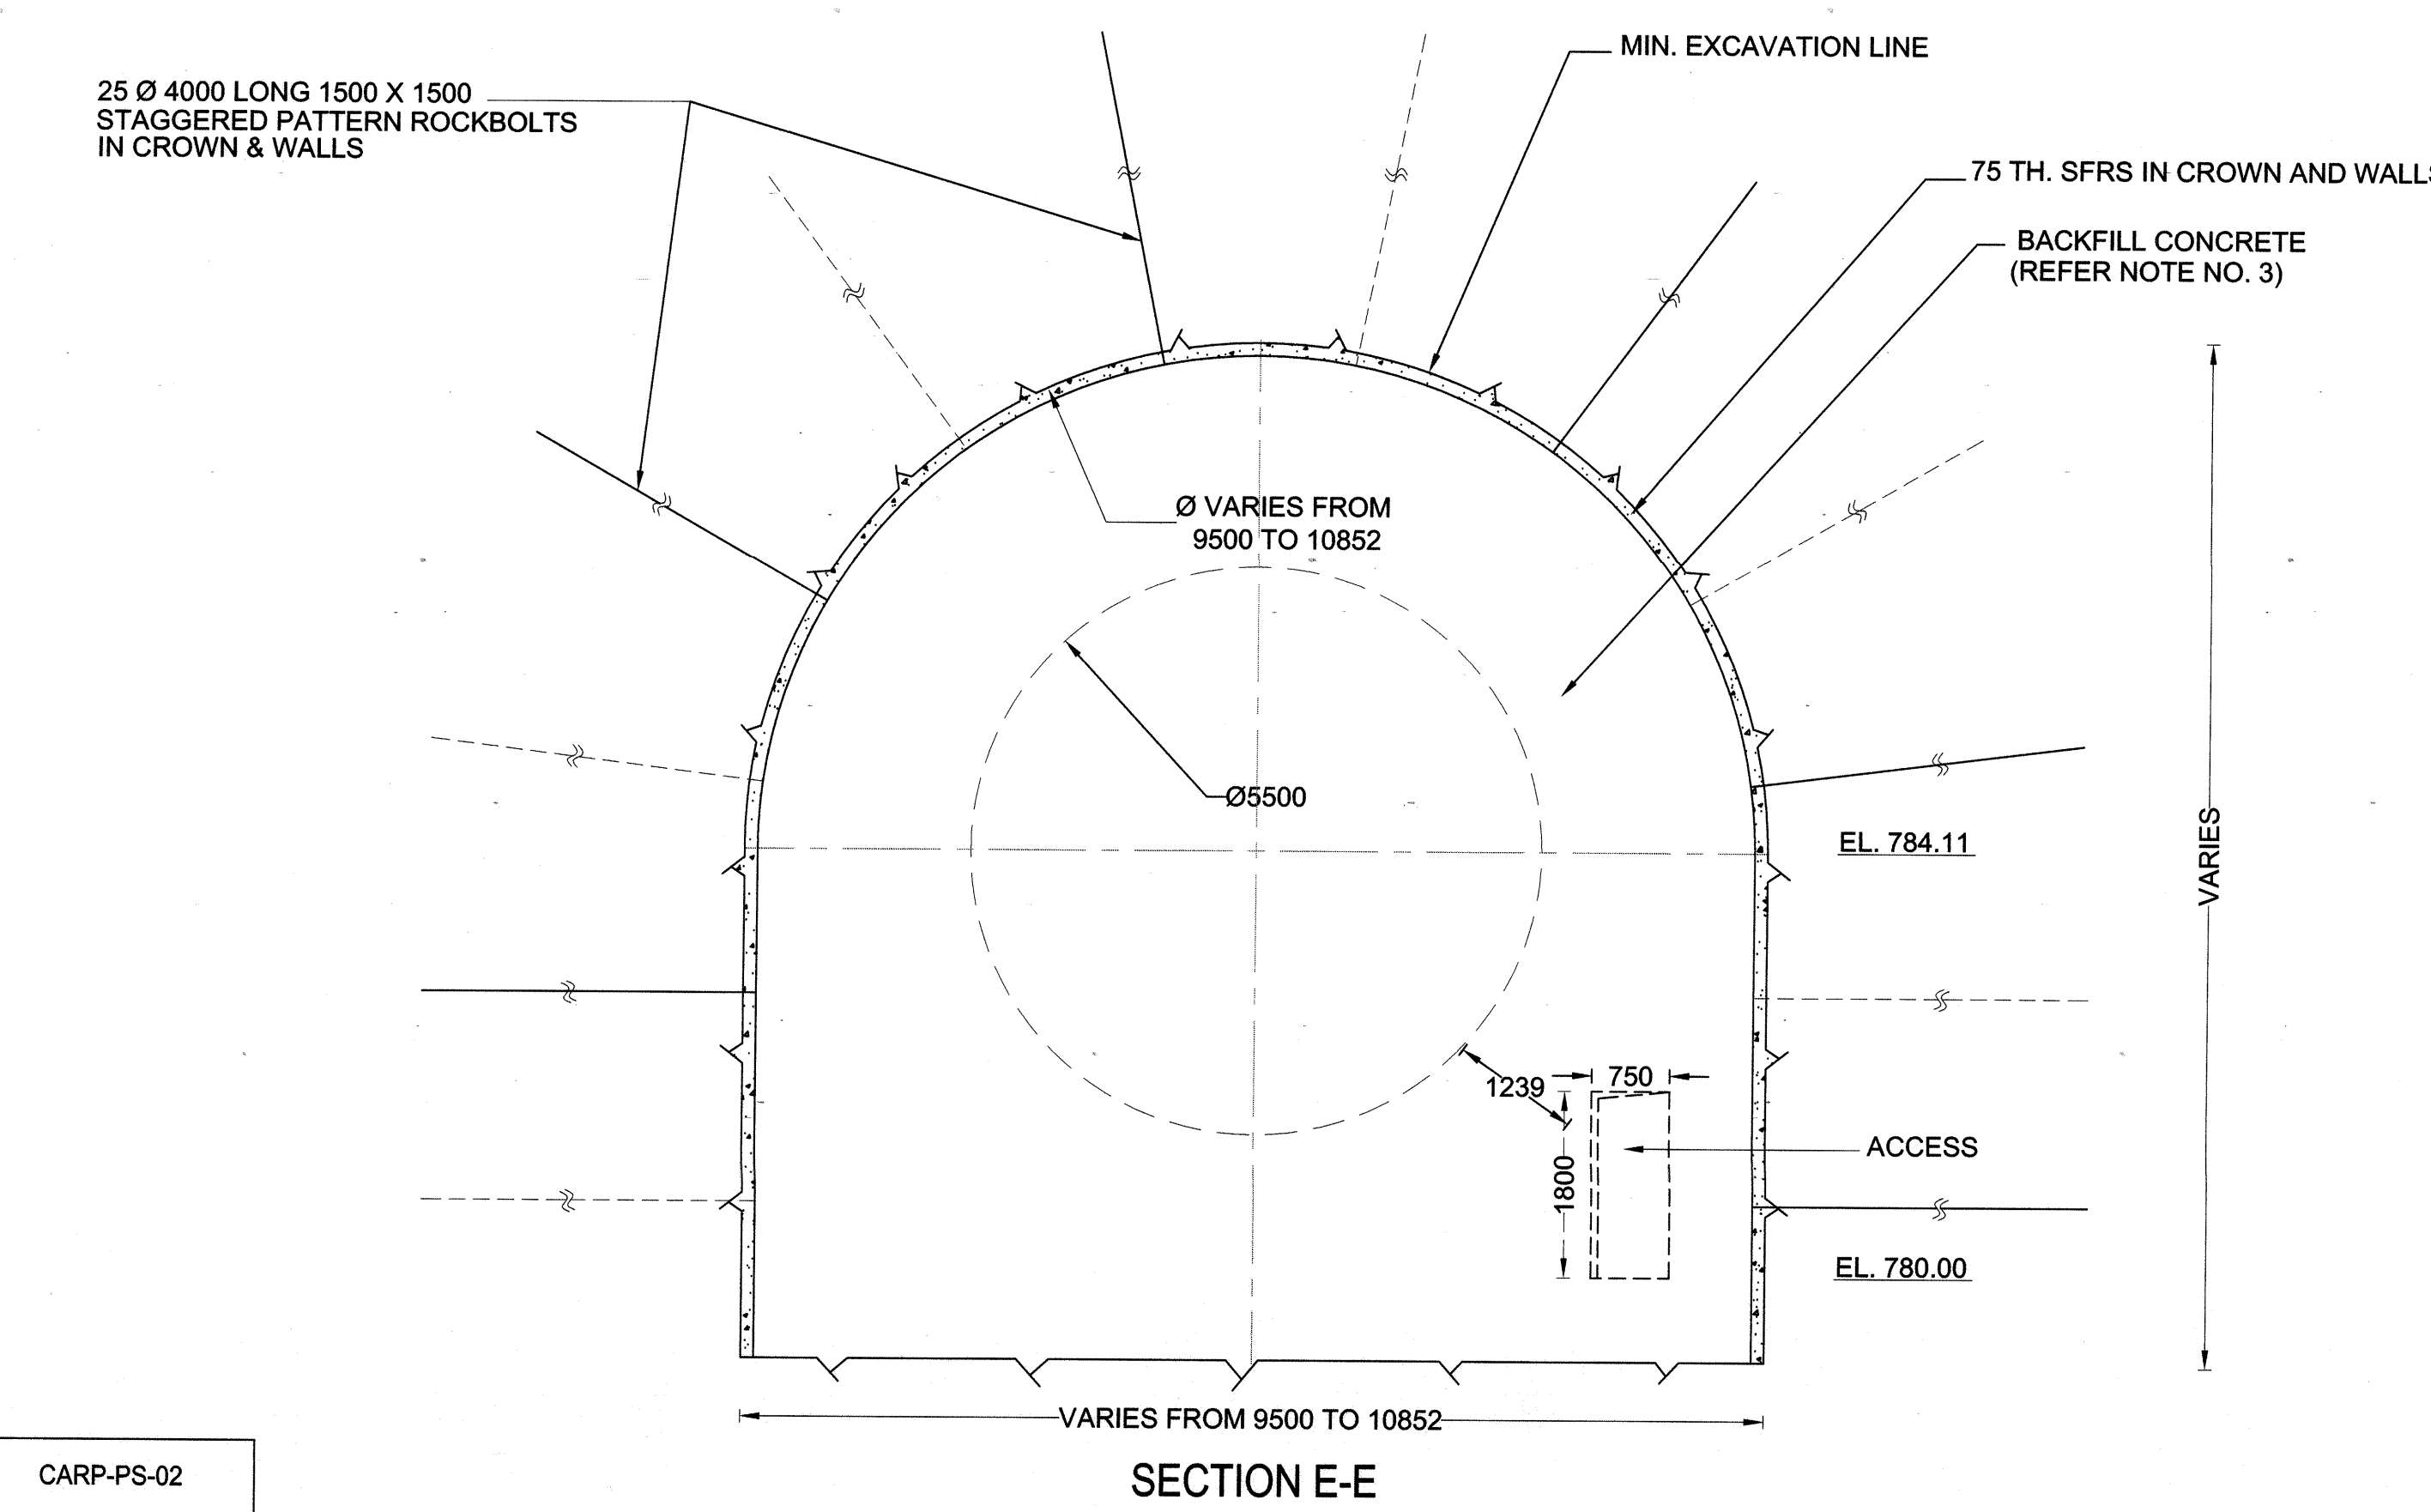 25 Ø 4000 LONG 1500 X 1500
STAGGERED PATTERN ROCKBOLTS
IN CROWN & WALLS
MIN. EXCAVATION LINE
75 TH. SFRS IN CROWN AND WALLS
BACKFILL CONCRETE
(REFER NOTE NO. 3)
Ø VARIES FROM
9500 TO 10852
Ø5500
EL. 784.11
VARIES
1239
750
1800
ACCESS
EL. 780.00
VARIES FROM 9500 TO 10852
CARP-PS-02
SECTION E-E